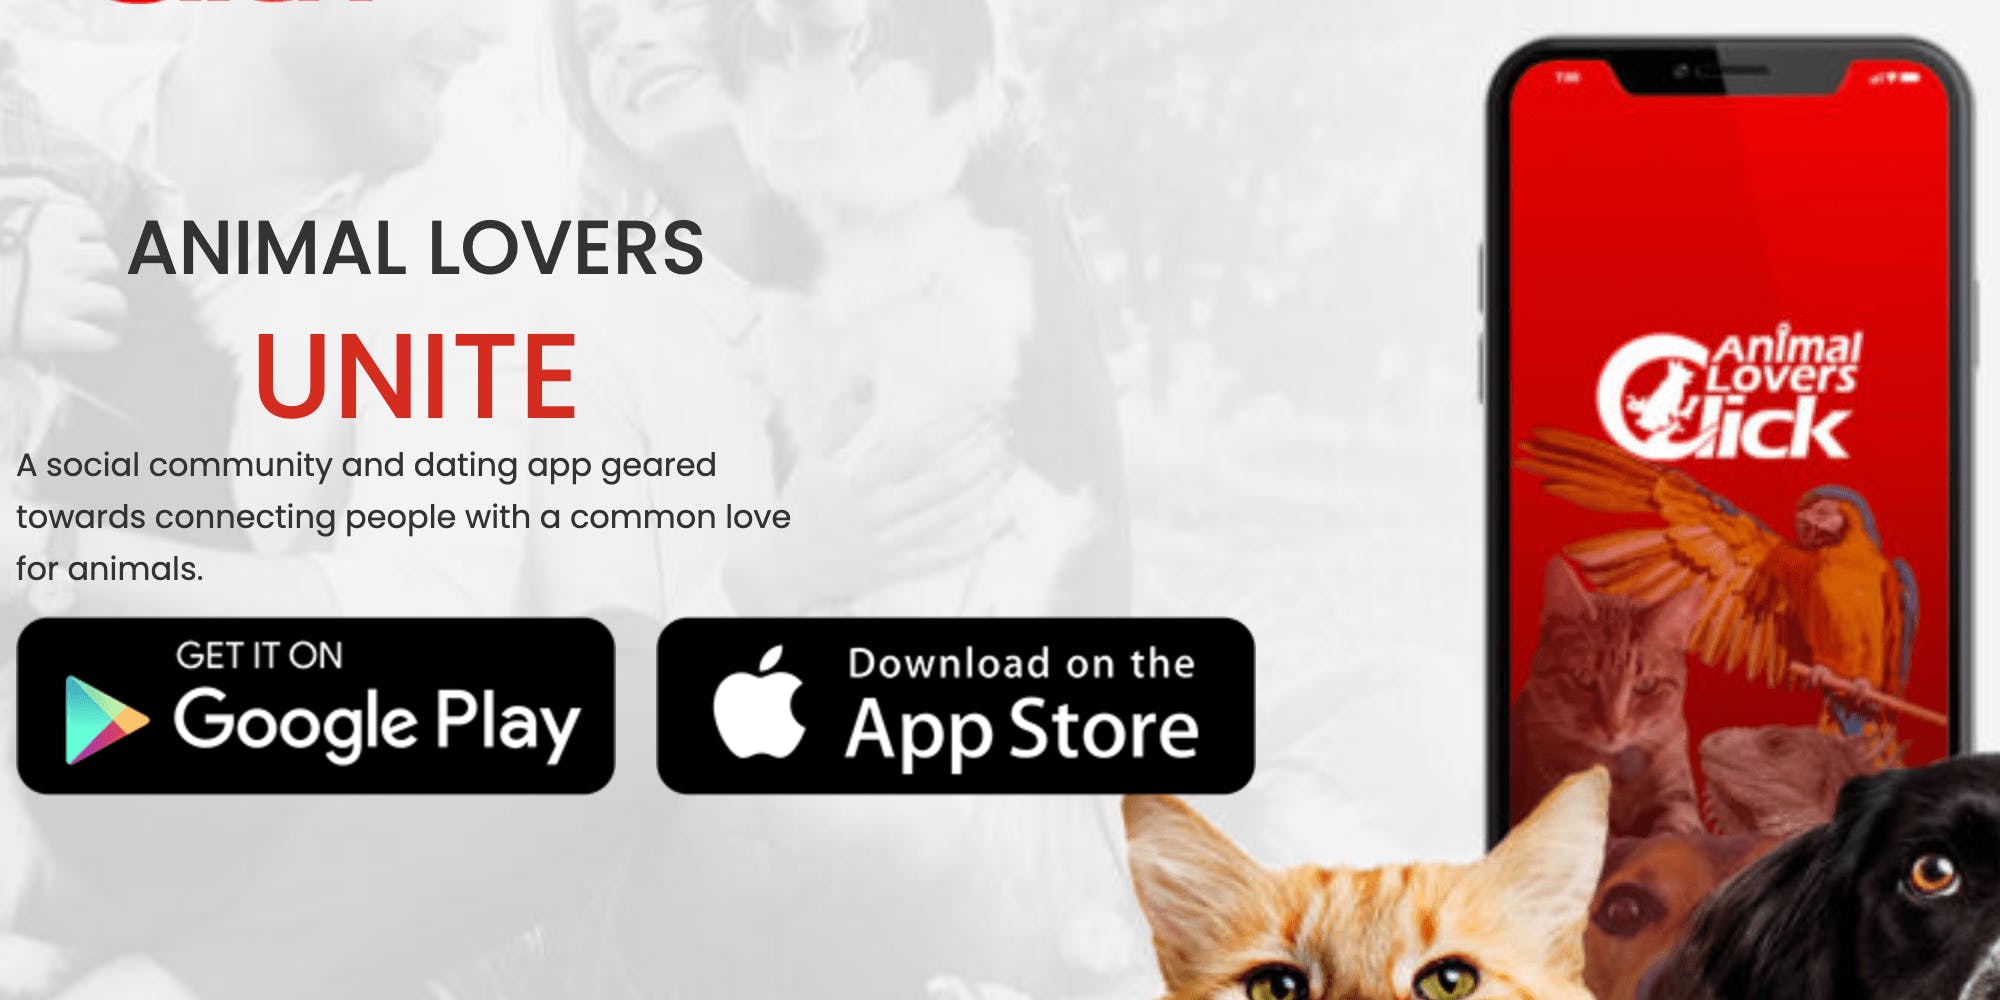 ANIMAL LOVERS
UNITE
A social community and dating app geared
towards connecting people with a common love
for animals.
GET IT ON
Google Play
Download on the
App Store
Animal
Lovers
Click